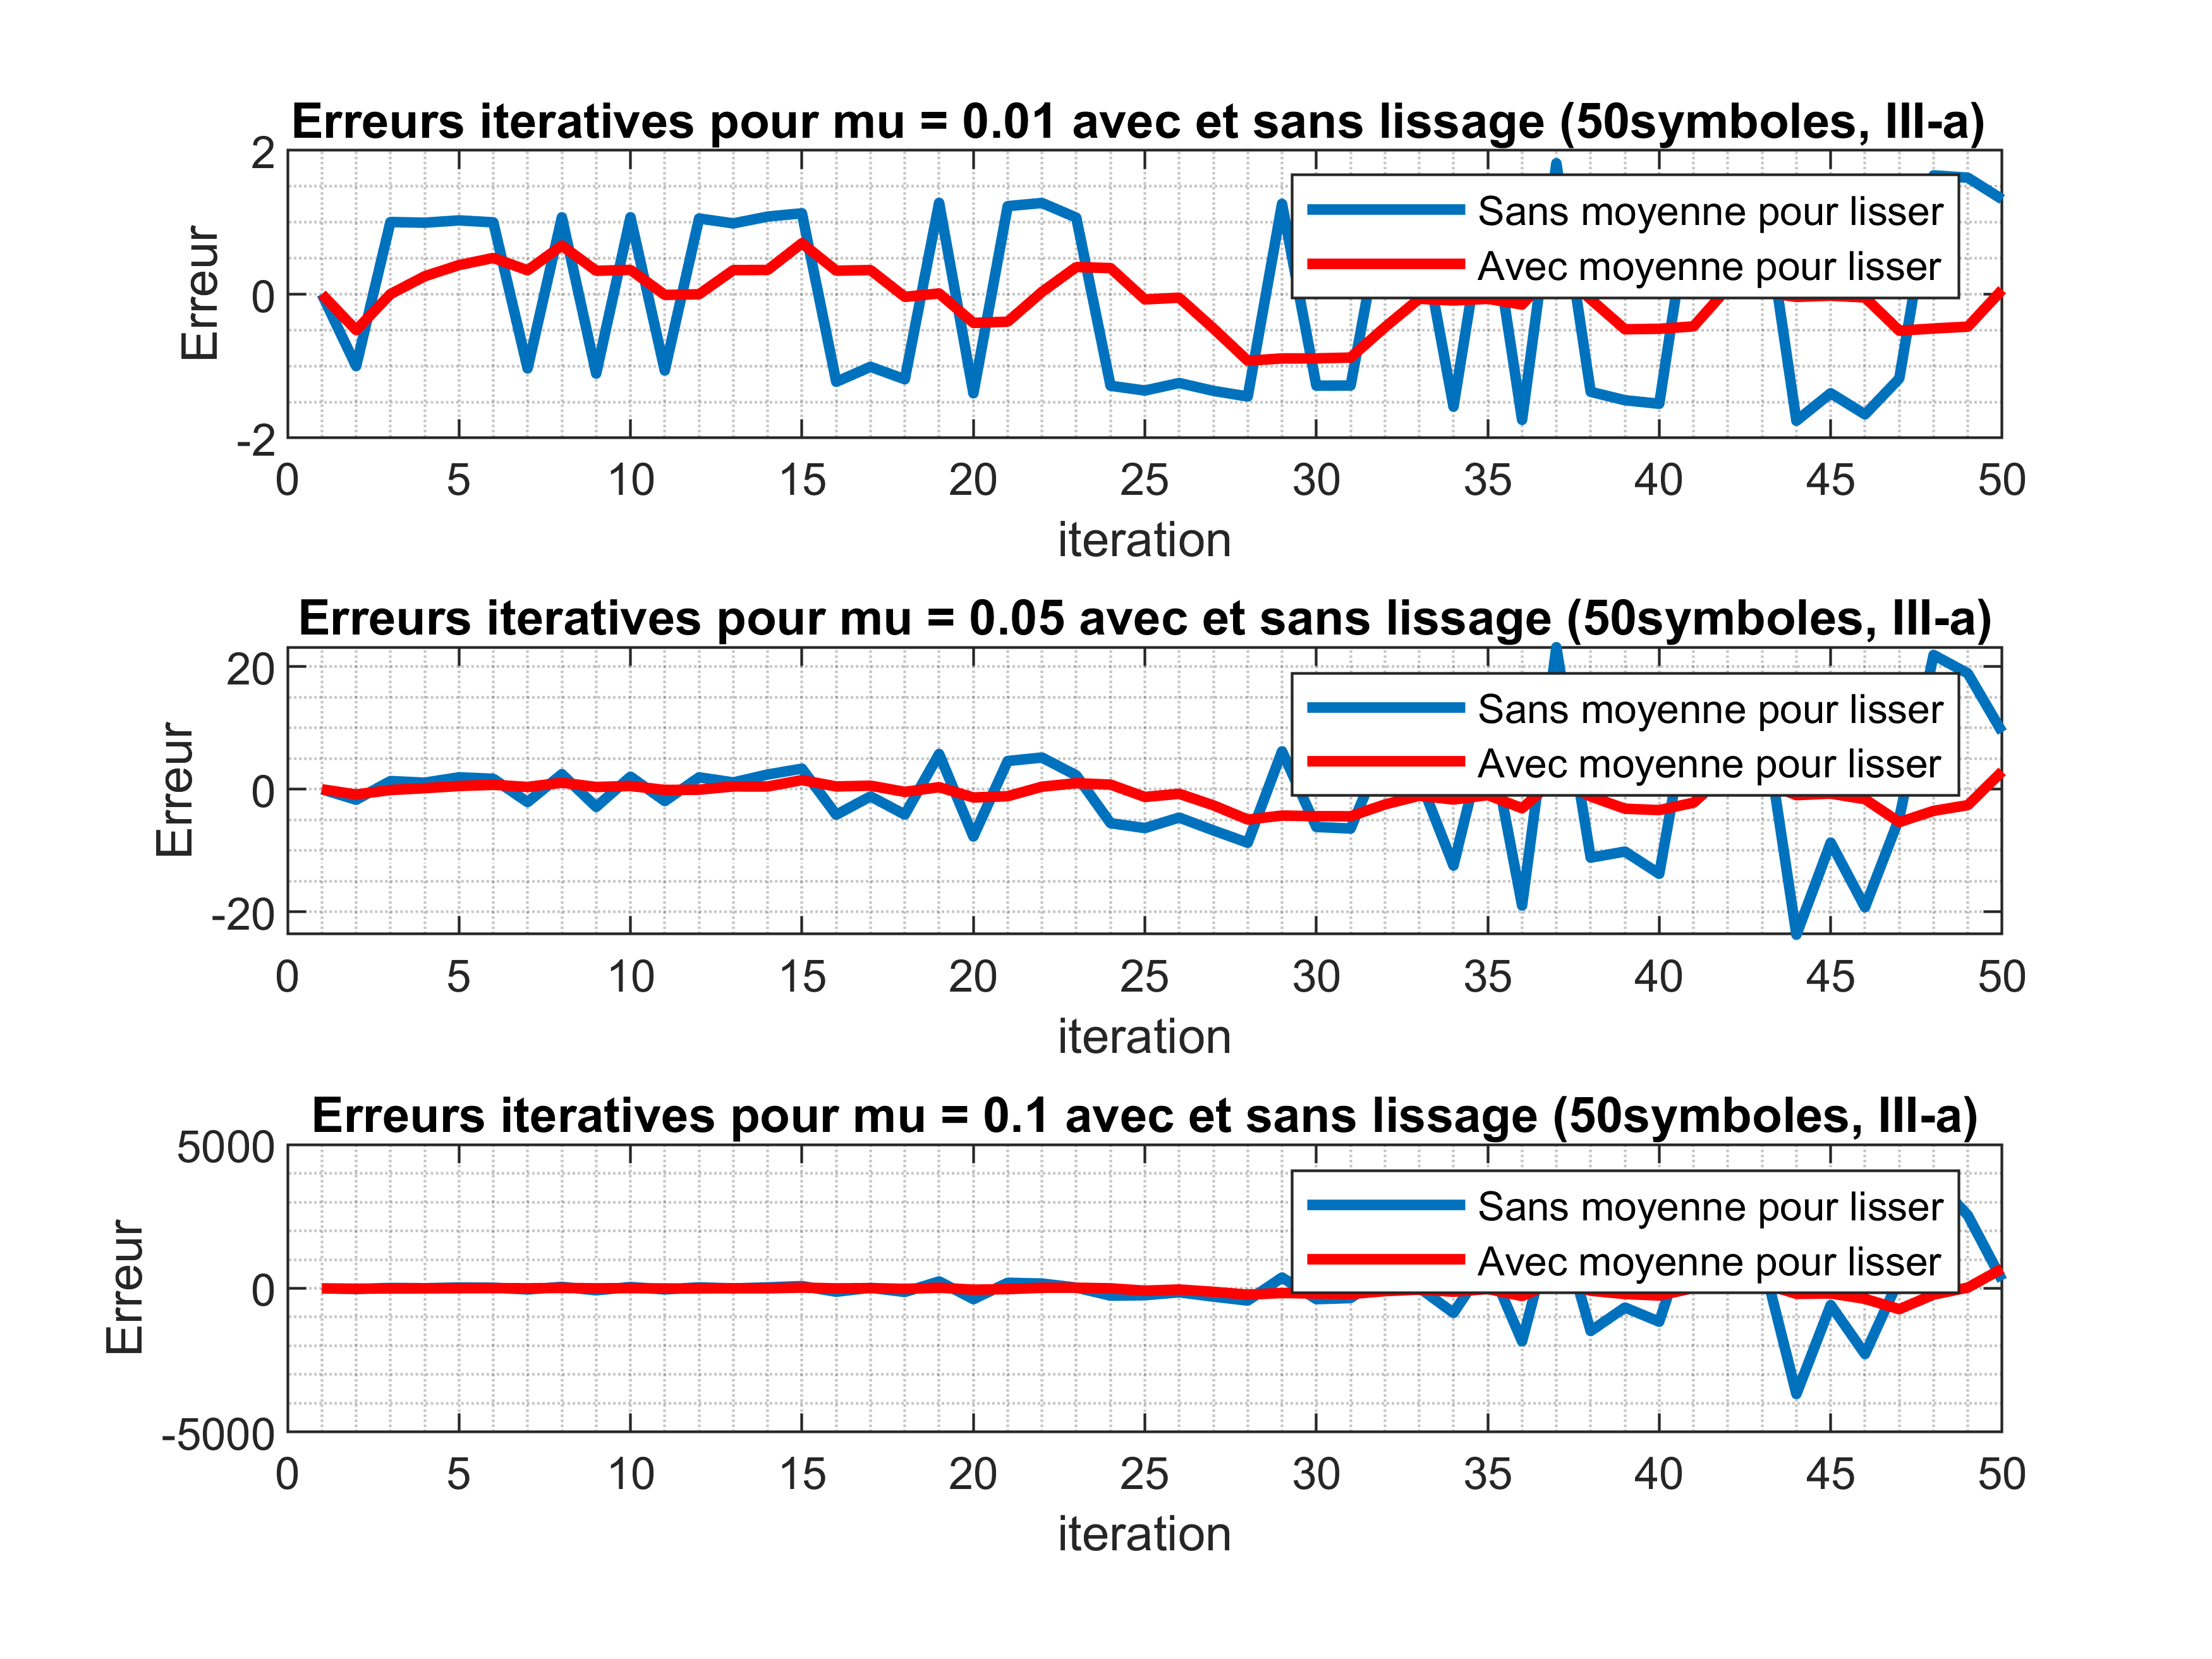 Erreurs iteratives pour mu = 0.01 avec et sans lissage (50symboles, III-a)
2
0
-2
Erreur
Sans moyenne pour lisser
Avec moyenne pour lisser
0 5 10 15 20 25 30 35 40 45 50
iteration
Erreurs iteratives pour mu = 0.05 avec et sans lissage (50symboles, III-a)
20
0
-20
Erreur
Sans moyenne pour lisser
Avec moyenne pour lisser
0 5 10 15 20 25 30 35 40 45 50
iteration
Erreurs iteratives pour mu = 0.1 avec et sans lissage (50symboles, III-a)
5000
0
-5000
Erreur
Sans moyenne pour lisser
Avec moyenne pour lisser
0 5 10 15 20 25 30 35 40 45 50
iteration